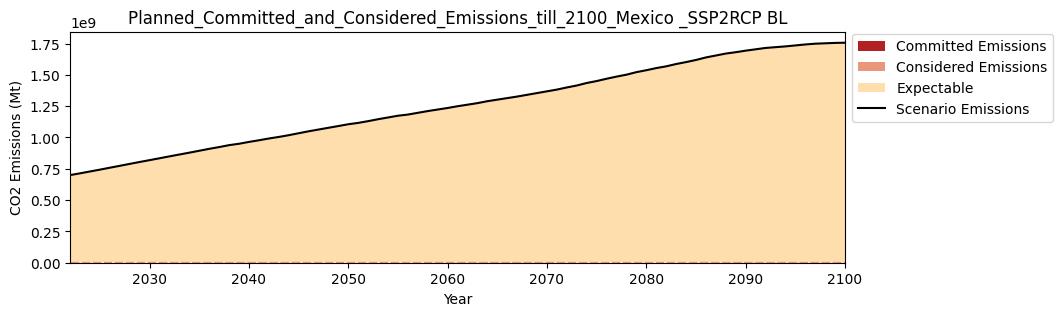 Planned_Committed_and_Considered_Emissions_till_2100_Mexico _SSP2RCP BL
1e9
1.75
1.50
1.25
1.00
0.75
0.50
0.25
0.00
CO2 Emissions (Mt)
2030 2040 2050 2060 2070 2080 2090 2100
Year
Committed Emissions
Considered Emissions
Expectable
Scenario Emissions